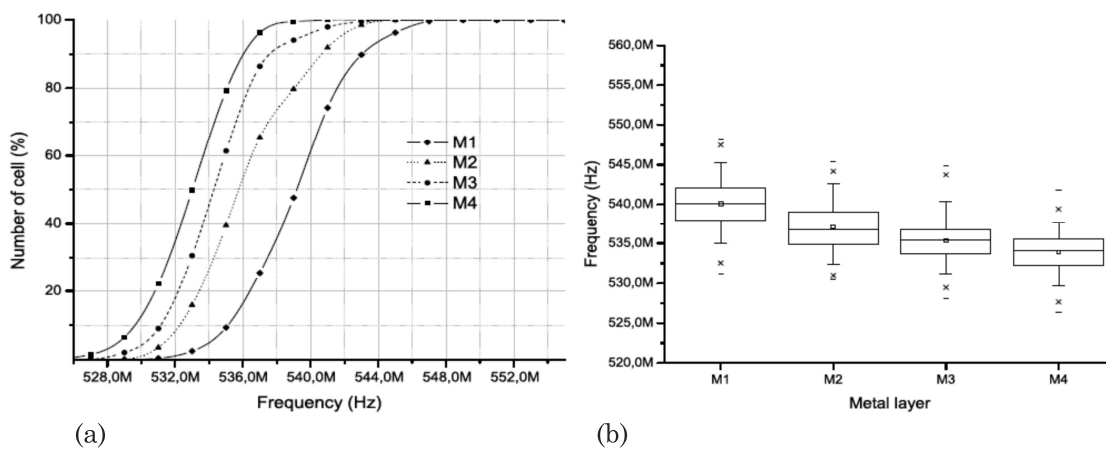 100
80
60
40
20
Number of cell (%)
528,0M 532,0M 536,0M 540,0M 544,0M 548,0M 552,0M
Frequency (Hz)
M1
M2
M3
M4
(a)
560,0M
555,0M
550,0M
545,0M
540,0M
535,0M
530,0M
525,0M
520,0M
Frequency (Hz)
M1 M2 M3 M4
Metal layer
(b)